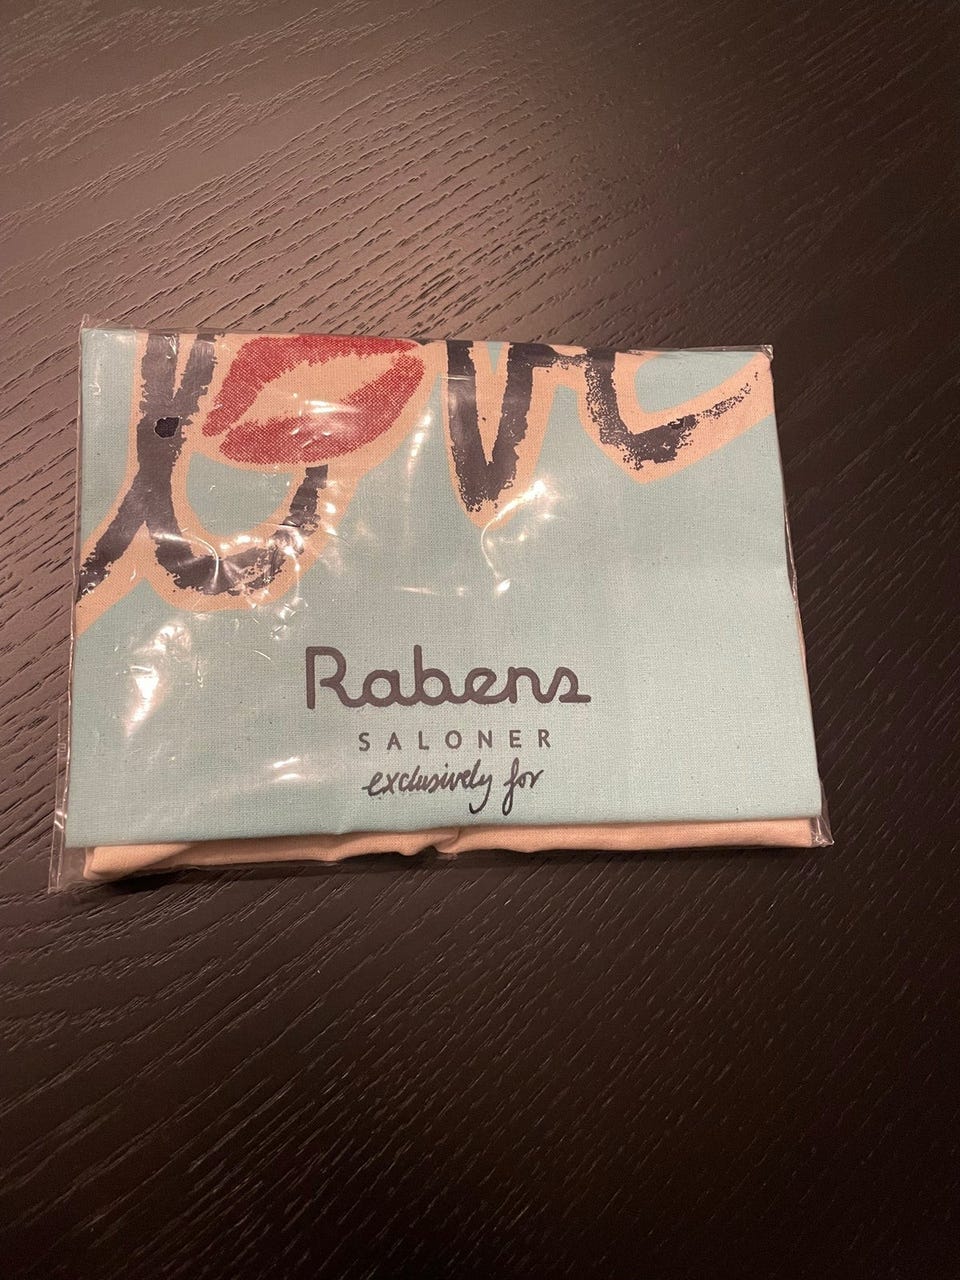 love
Rabens
SALONER
exclusively for